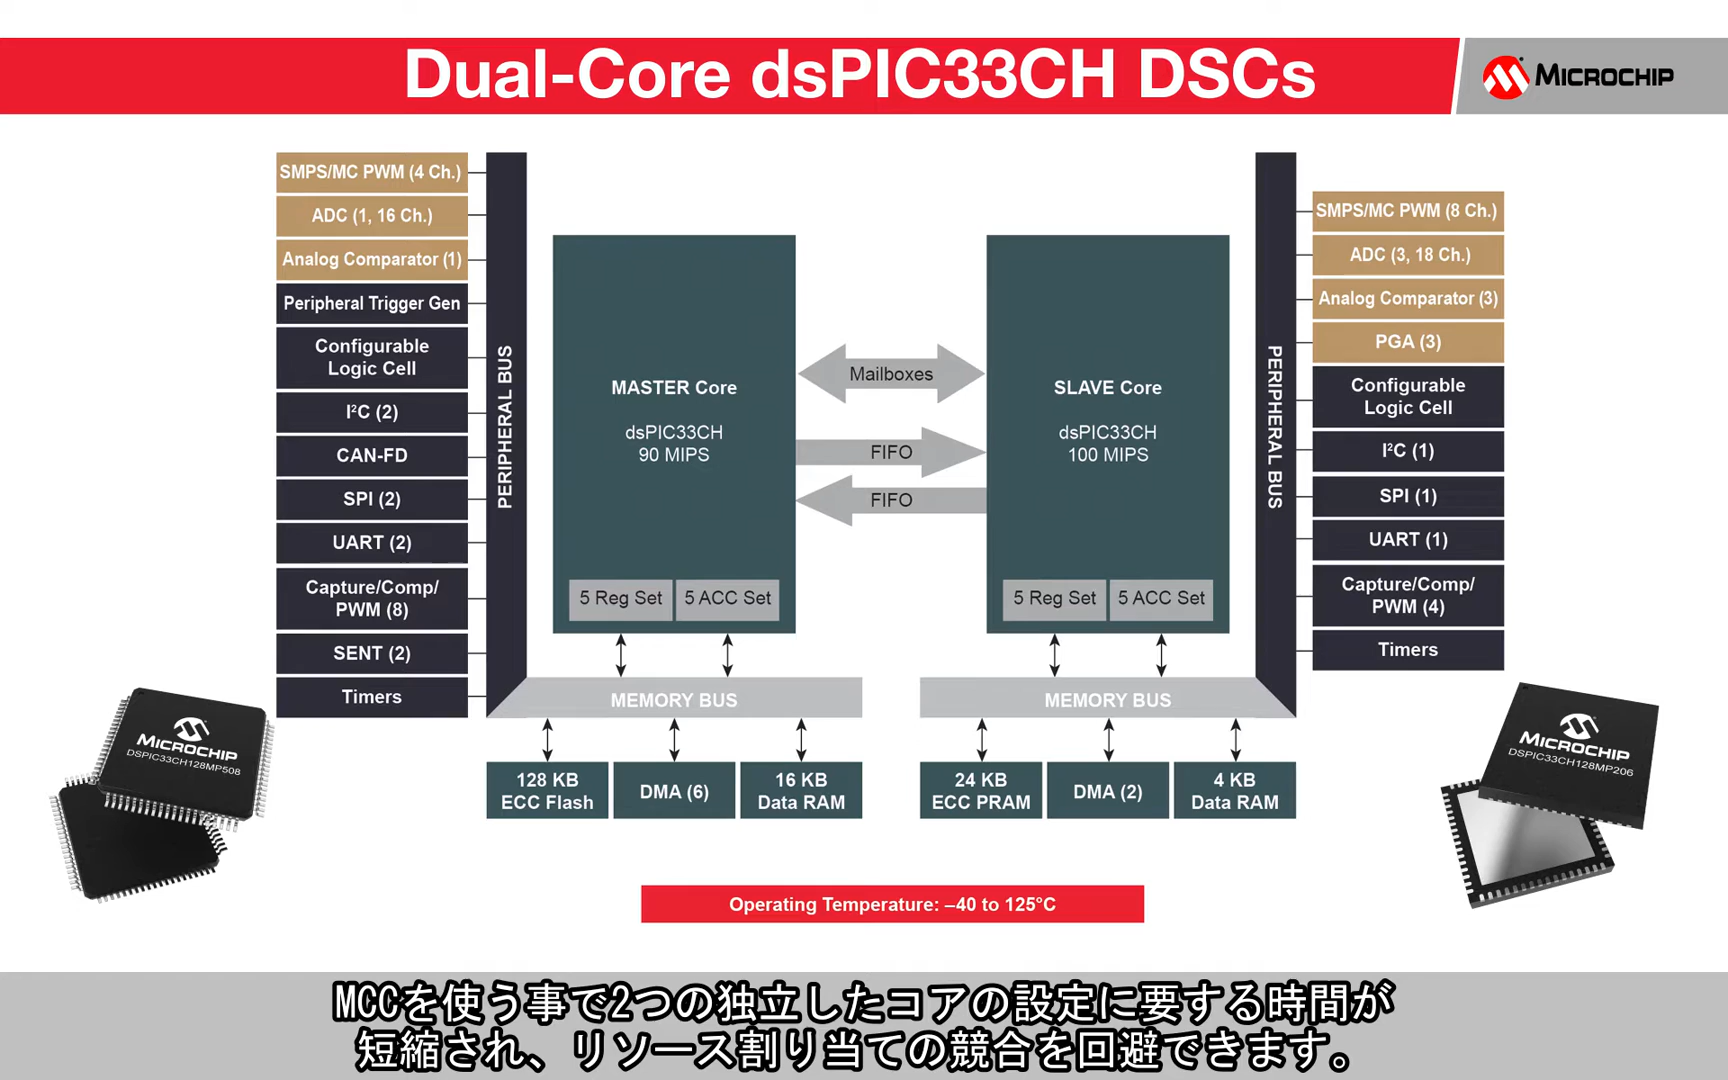 Dual-Core dsPIC33CH DSCs
MICROCHIP
SMPS/MC PWM (4 Ch.)
ADC (1, 16 Ch.)
Analog Comparator (1)
Peripheral Trigger Gen
Configurable
Logic Cell
I²C (2)
CAN-FD
SPI (2)
UART (2)
Capture/Comp/
PWM (8)
SENT (2)
Timers
PERIPHERAL BUS
MASTER Core
dsPIC33CH
90 MIPS
5 Reg Set
5 ACC Set
Mailboxes
FIFO
FIFO
SLAVE Core
dsPIC33CH
100 MIPS
5 Reg Set
5 ACC Set
PERIPHERAL BUS
SMPS/MC PWM (8 Ch.)
ADC (3, 18 Ch.)
Analog Comparator (3)
PGA (3)
Configurable
Logic Cell
I²C (1)
SPI (1)
UART (1)
Capture/Comp/
PWM (4)
Timers
MEMORY BUS
MEMORY BUS
128 KB
ECC Flash
DMA (6)
16 KB
Data RAM
24 KB
ECC PRAM
DMA (2)
4 KB
Data RAM
MICROCHIP
DSPIC33CH128MP508
MICROCHIP
DSPIC33CH128MP206
Operating Temperature: –40 to 125°C
MCCを使う事で2つの独立したコアの設定に要する時間が
短縮され、リソース割り当ての競合を回避できます。